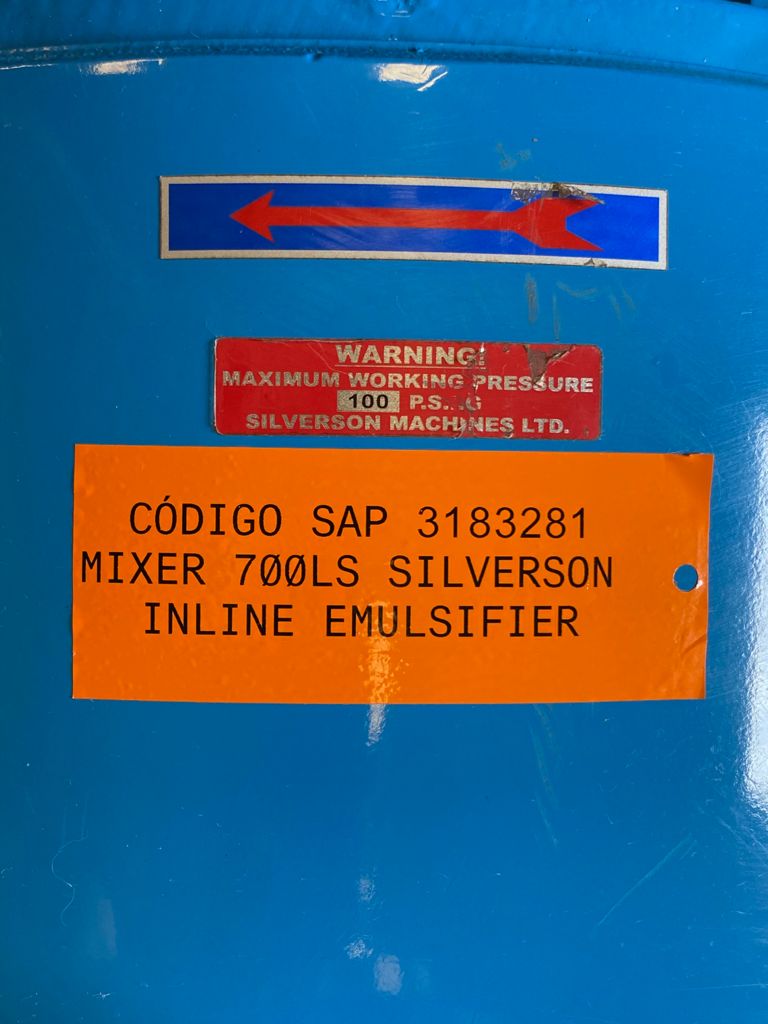 WARNING:
MAXIMUM WORKING PRESSURE
100
SILVERSON MACHINES LTD.
CÓDIGO SAP 3183281
MIXER 700LS SILVERSON
INLINE EMULSIFIER